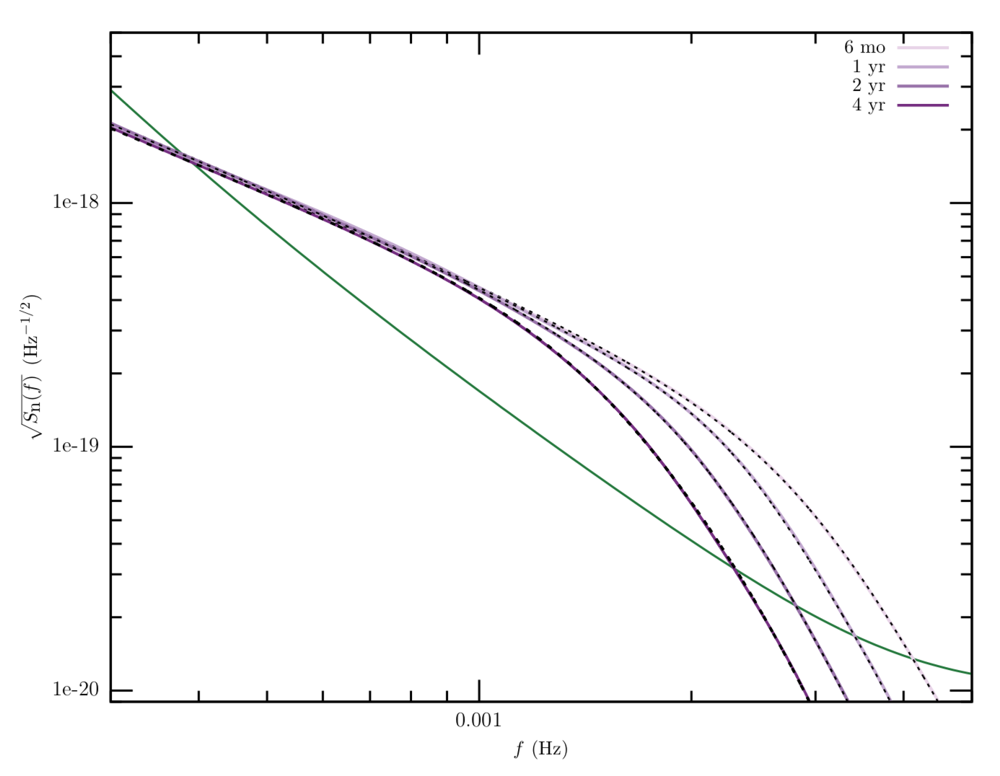 6 mo
1 yr
2 yr
4 yr
1e-18
1e-19
1e-20
√Sn(f) (Hz−1/2)
0.001
f (Hz)